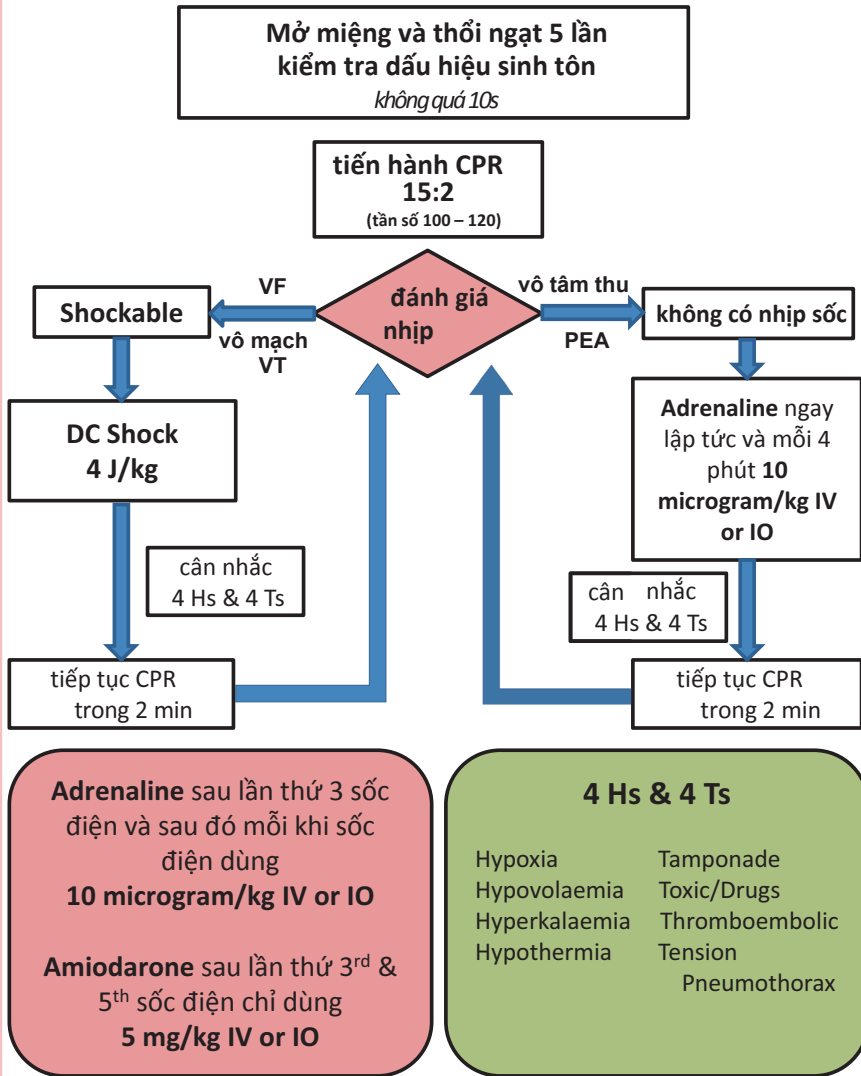 Mở miệng và thổi ngạt 5 lần
kiểm tra dấu hiệu sinh tôn
không quá 10s
tiến hành CPR
15:2
(tần số 100 – 120)
VF
vô mạch
VT
đánh giá
nhịp
vô tâm thu
PEA
Shockable
không có nhịp sốc
DC Shock
4 J/kg
Adrenaline ngay
lập tức và mỗi 4
phút 10
microgram/kg IV
or IO
cân nhắc
4 Hs & 4 Ts
cân nhắc
4 Hs & 4 Ts
tiếp tục CPR
trong 2 min
tiếp tục CPR
trong 2 min
Adrenaline sau lần thứ 3 sốc
điện và sau đó mỗi khi sốc
điện dùng
10 microgram/kg IV or IO
Amiodarone sau lần thứ 3rd &
5th sốc điện chỉ dùng
5 mg/kg IV or IO
4 Hs & 4 Ts
Hypoxia
Hypovolaemia
Hyperkalaemia
Hypothermia
Tamponade
Toxic/Drugs
Thromboembolic
Tension
Pneumothorax